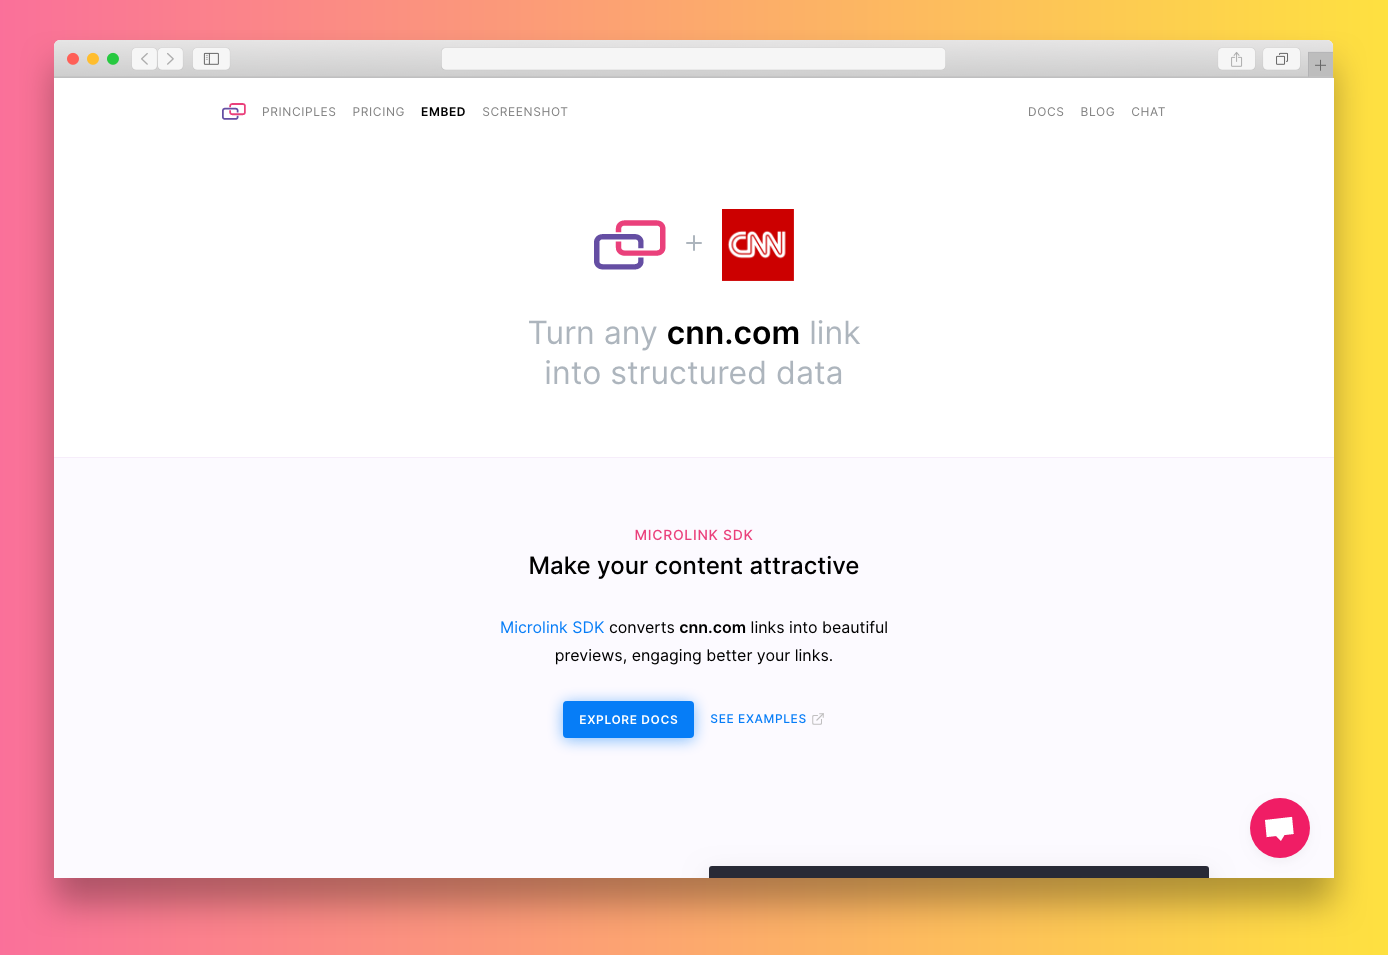 PRINCIPLES PRICING EMBED SCREENSHOT DOCS BLOG CHAT
+ CNN
Turn any cnn.com link
into structured data
MICROLINK SDK
Make your content attractive
Microlink SDK converts cnn.com links into beautiful
previews, engaging better your links.
EXPLORE DOCS SEE EXAMPLES